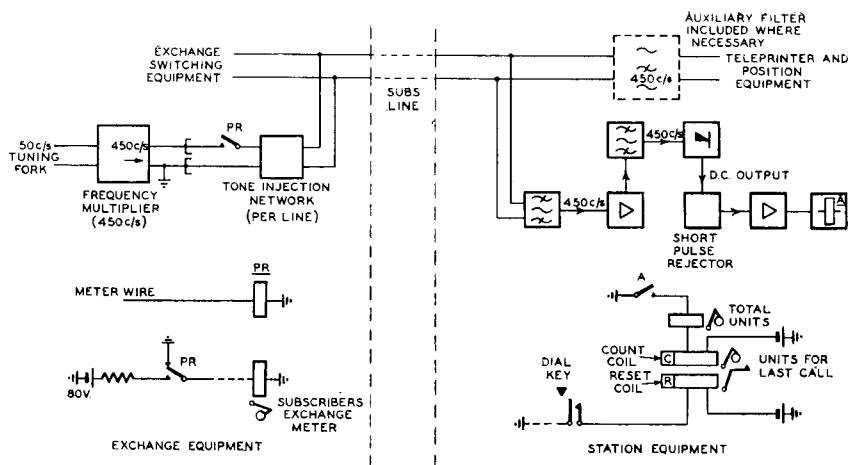 EXCHANGE
SWITCHING
EQUIPMENT
SUBS
LINE
AUXILIARY FILTER
INCLUDED WHERE
NECESSARY
450c/s
TELEPRINTER AND
POSITION
EQUIPMENT
50c/s
TUNING
FORK
450c/s
FREQUENCY
MULTIPLIER
(450c/s)
PR
TONE INJECTION
NETWORK
(PER LINE)
450c/s
450c/s
D.C. OUTPUT
SHORT
PULSE
REJECTOR
A
METER WIRE
PR
80V.
PR
SUBSCRIBERS
EXCHANGE
METER
EXCHANGE EQUIPMENT
A
TOTAL
UNITS
COUNT
COIL
C
RESET
COIL
R
UNITS FOR
LAST CALL
DIAL
KEY
STATION EQUIPMENT